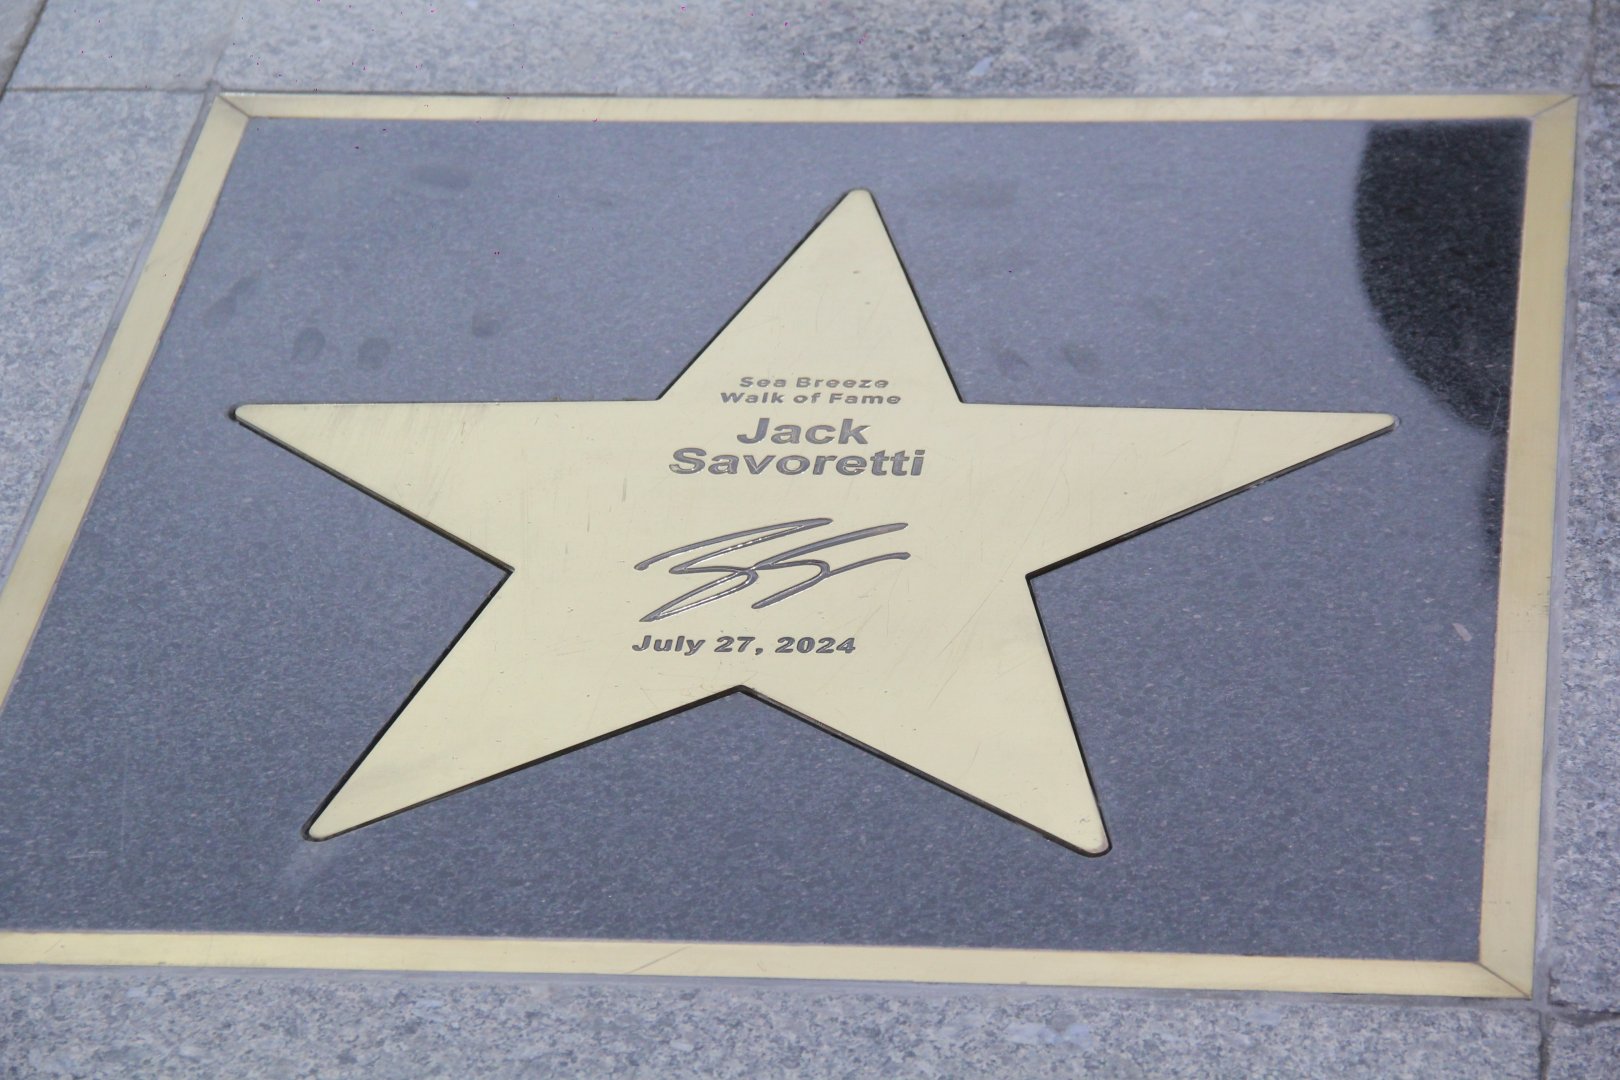 Sea Breeze
Walk of Fame
Jack
Savoretti
July 27, 2024